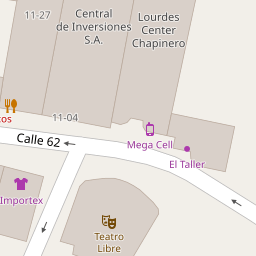 11-27
Central
de Inversiones
S.A.
Lourdes
Center
Chapinero
cos
11-04
Calle 62
Mega Cell
El Taller
Importex
Teatro
Libre